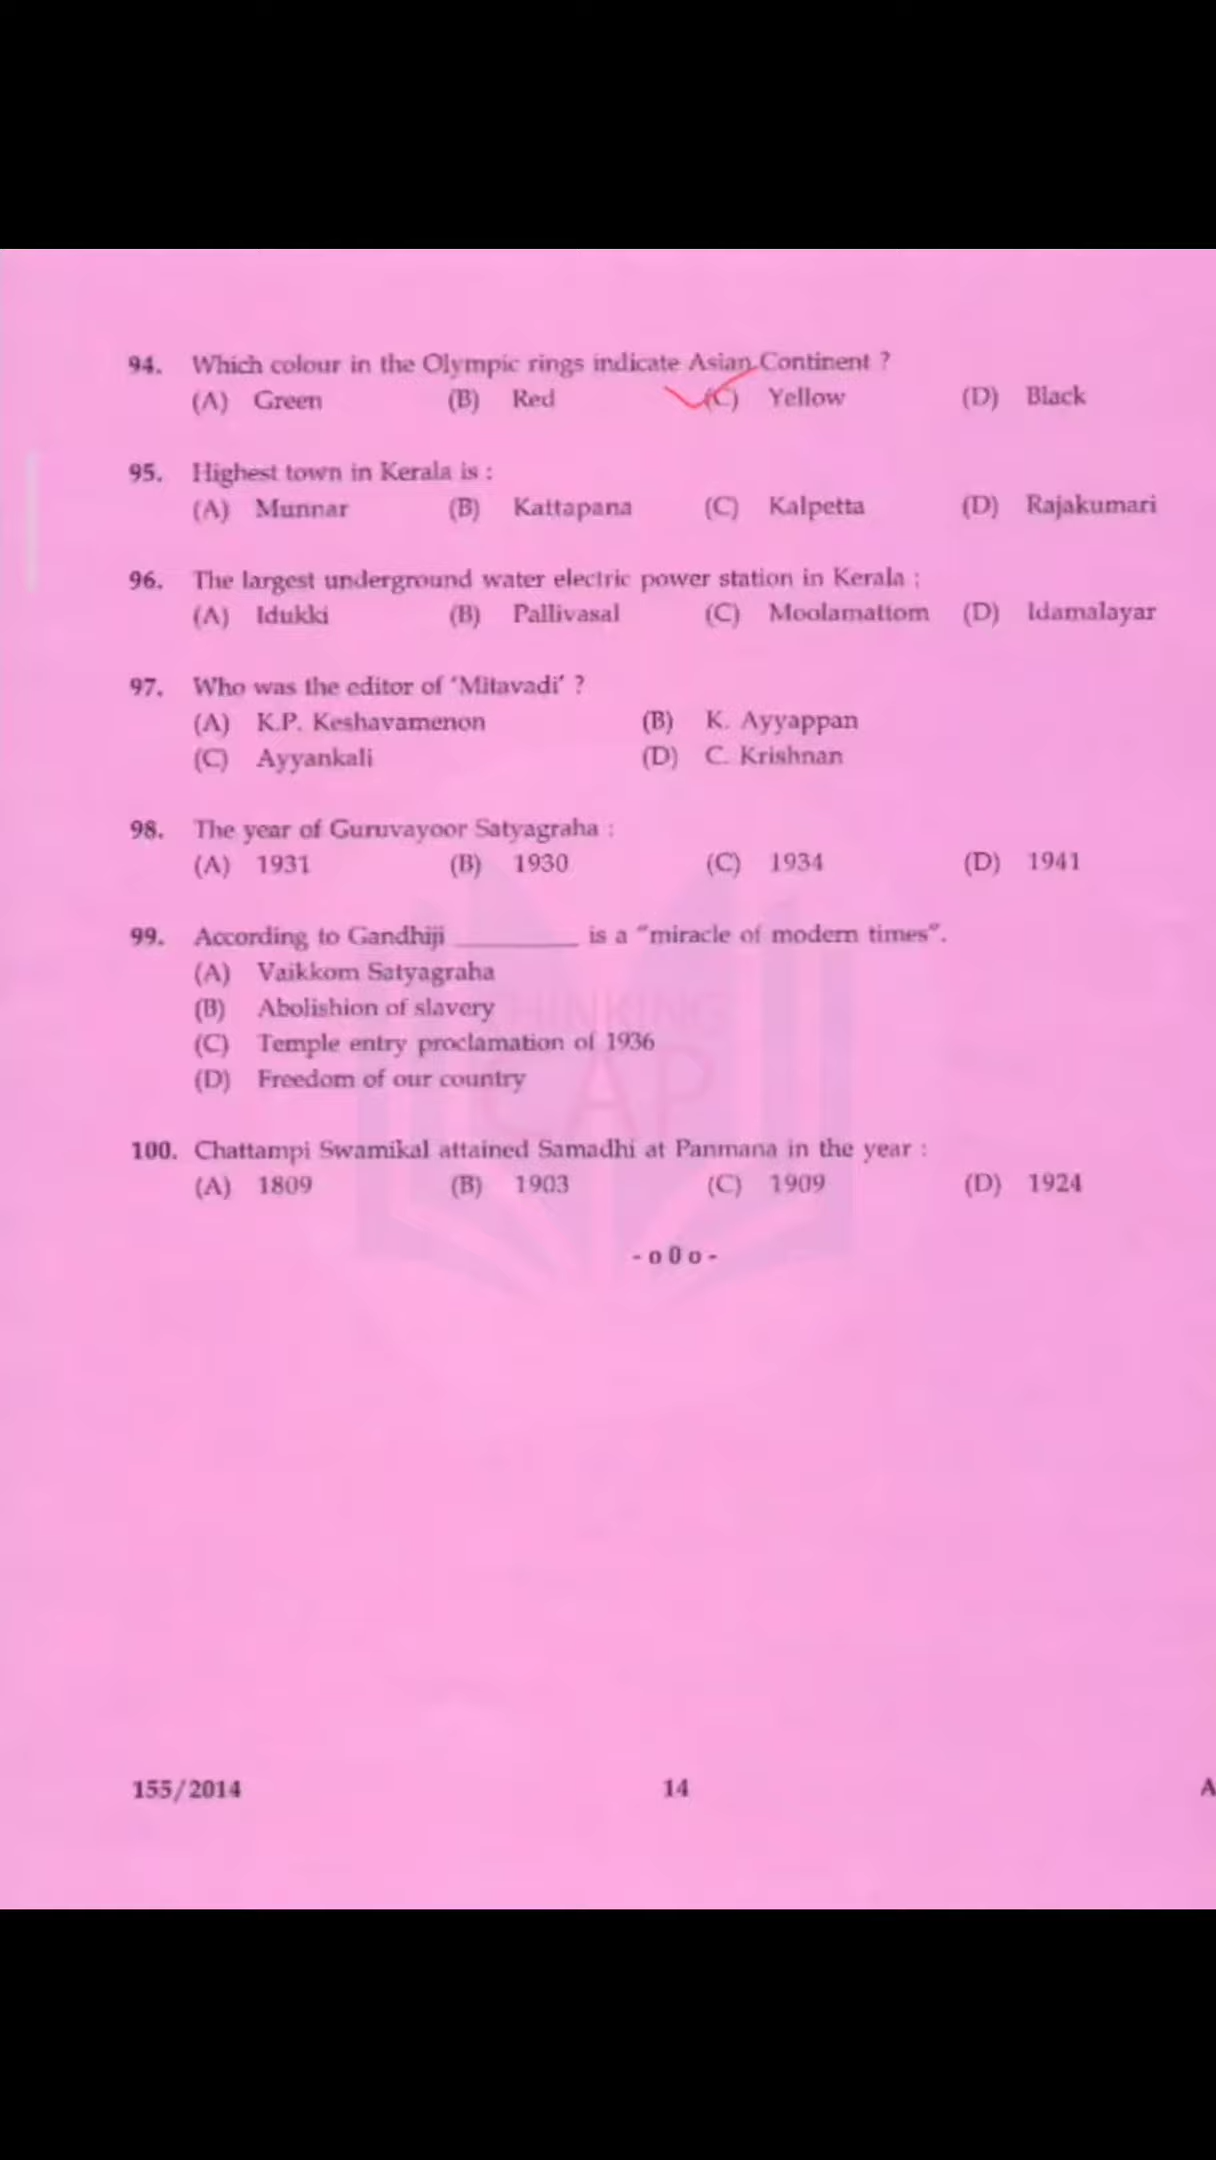 94. Which colour in the Olympic rings indicate Asian Continent ?
(A) Green (B) Red (C) Yellow (D) Black
95. Highest town in Kerala is :
(A) Munnar (B) Kattapana (C) Kalpetta (D) Rajakumari
96. The largest underground water electric power station in Kerala :
(A) Idukki (B) Pallivasal (C) Moolamattom (D) Idamalayar
97. Who was the editor of ‘Mitavadi’ ?
(A) K.P. Keshavamenon (B) K. Ayyappan
(C) Ayyankali (D) C. Krishnan
98. The year of Guruvayoor Satyagraha :
(A) 1931 (B) 1930 (C) 1934 (D) 1941
99. According to Gandhiji _________ is a “miracle of modern times”.
(A) Vaikkom Satyagraha
(B) Abolishion of slavery
THINKING
(C) Temple entry proclamation of 1936
(D) Freedom of our country
CAP
100. Chattampi Swamikal attained Samadhi at Panmana in the year :
(A) 1809 (B) 1903 (C) 1909 (D) 1924
- o 0 o -
155/2014 14 A